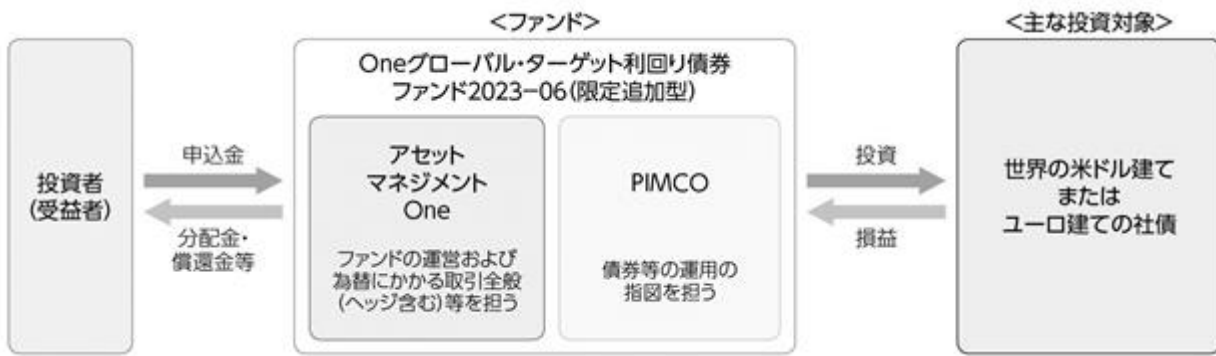 <ファンド>
<主な投資対象>
投資者
(受益者)
申込金
分配金・
償還金等
Oneグローバル・ターゲット利回り債券
ファンド2023-06(限定追加型)
アセット
マネジメント
One
ファンドの運営および
為替にかかる取引全般
(ヘッジ含む)等を担う
PIMCO
債券等の運用の
指図を担う
投資
損益
世界の米ドル建て
または
ユーロ建ての社債